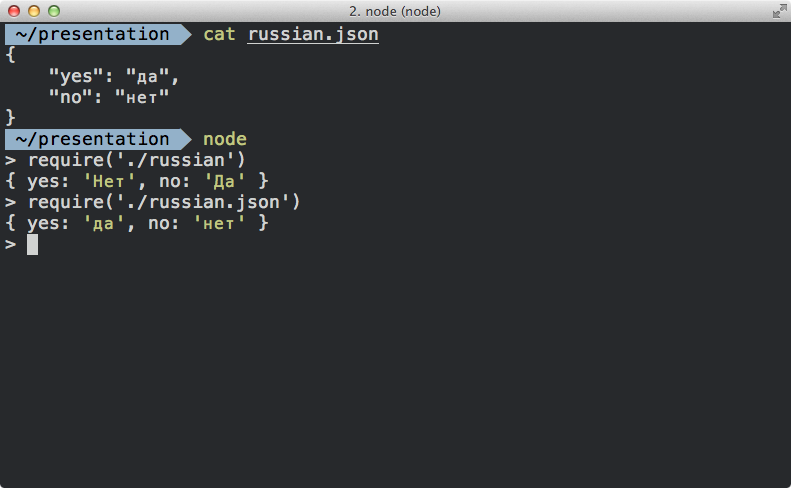 2. node (node)
~/presentation cat russian.json
{
    "yes": "да",
    "no": "нет"
}
~/presentation node
> require('./russian')
{ yes: 'Нет', no: 'Да' }
> require('./russian.json')
{ yes: 'да', no: 'нет' }
>